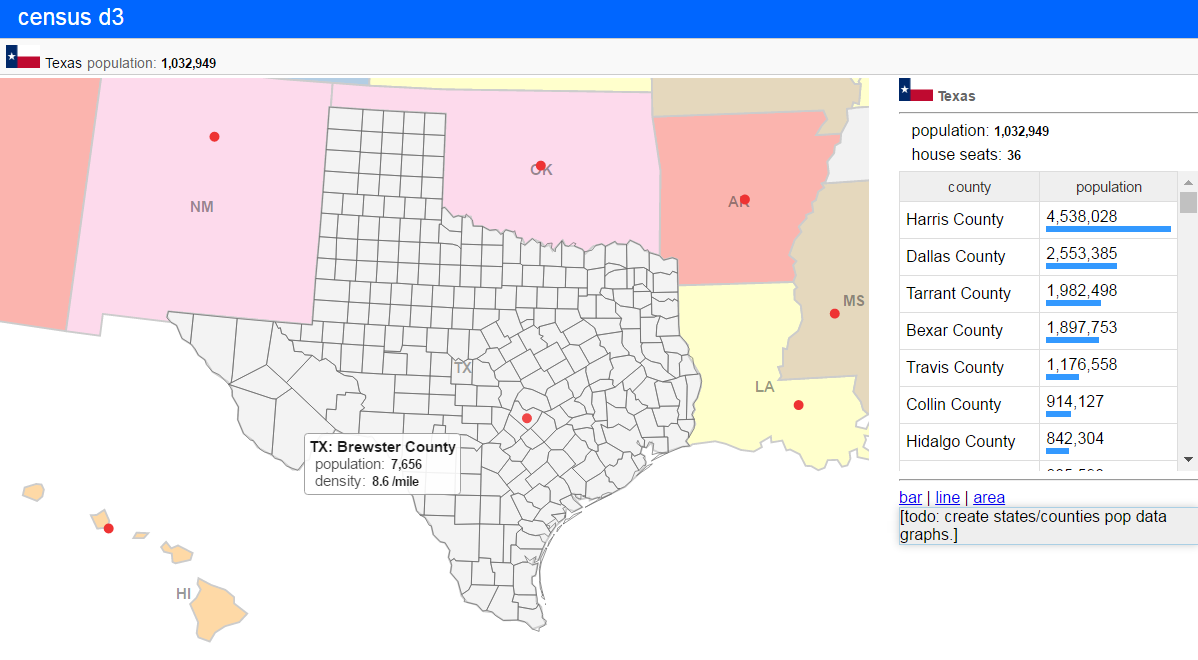 census d3
Texas population: 1,032,949
NM
OK
AR
MS
TX
LA
HI
TX: Brewster County
population: 7,656
density: 8.6 /mile
Texas
population: 1,032,949
house seats: 36
county population
Harris County 4,538,028
Dallas County 2,553,385
Tarrant County 1,982,498
Bexar County 1,897,753
Travis County 1,176,558
Collin County 914,127
Hidalgo County 842,304
bar | line | area
[todo: create states/counties pop data
graphs.]